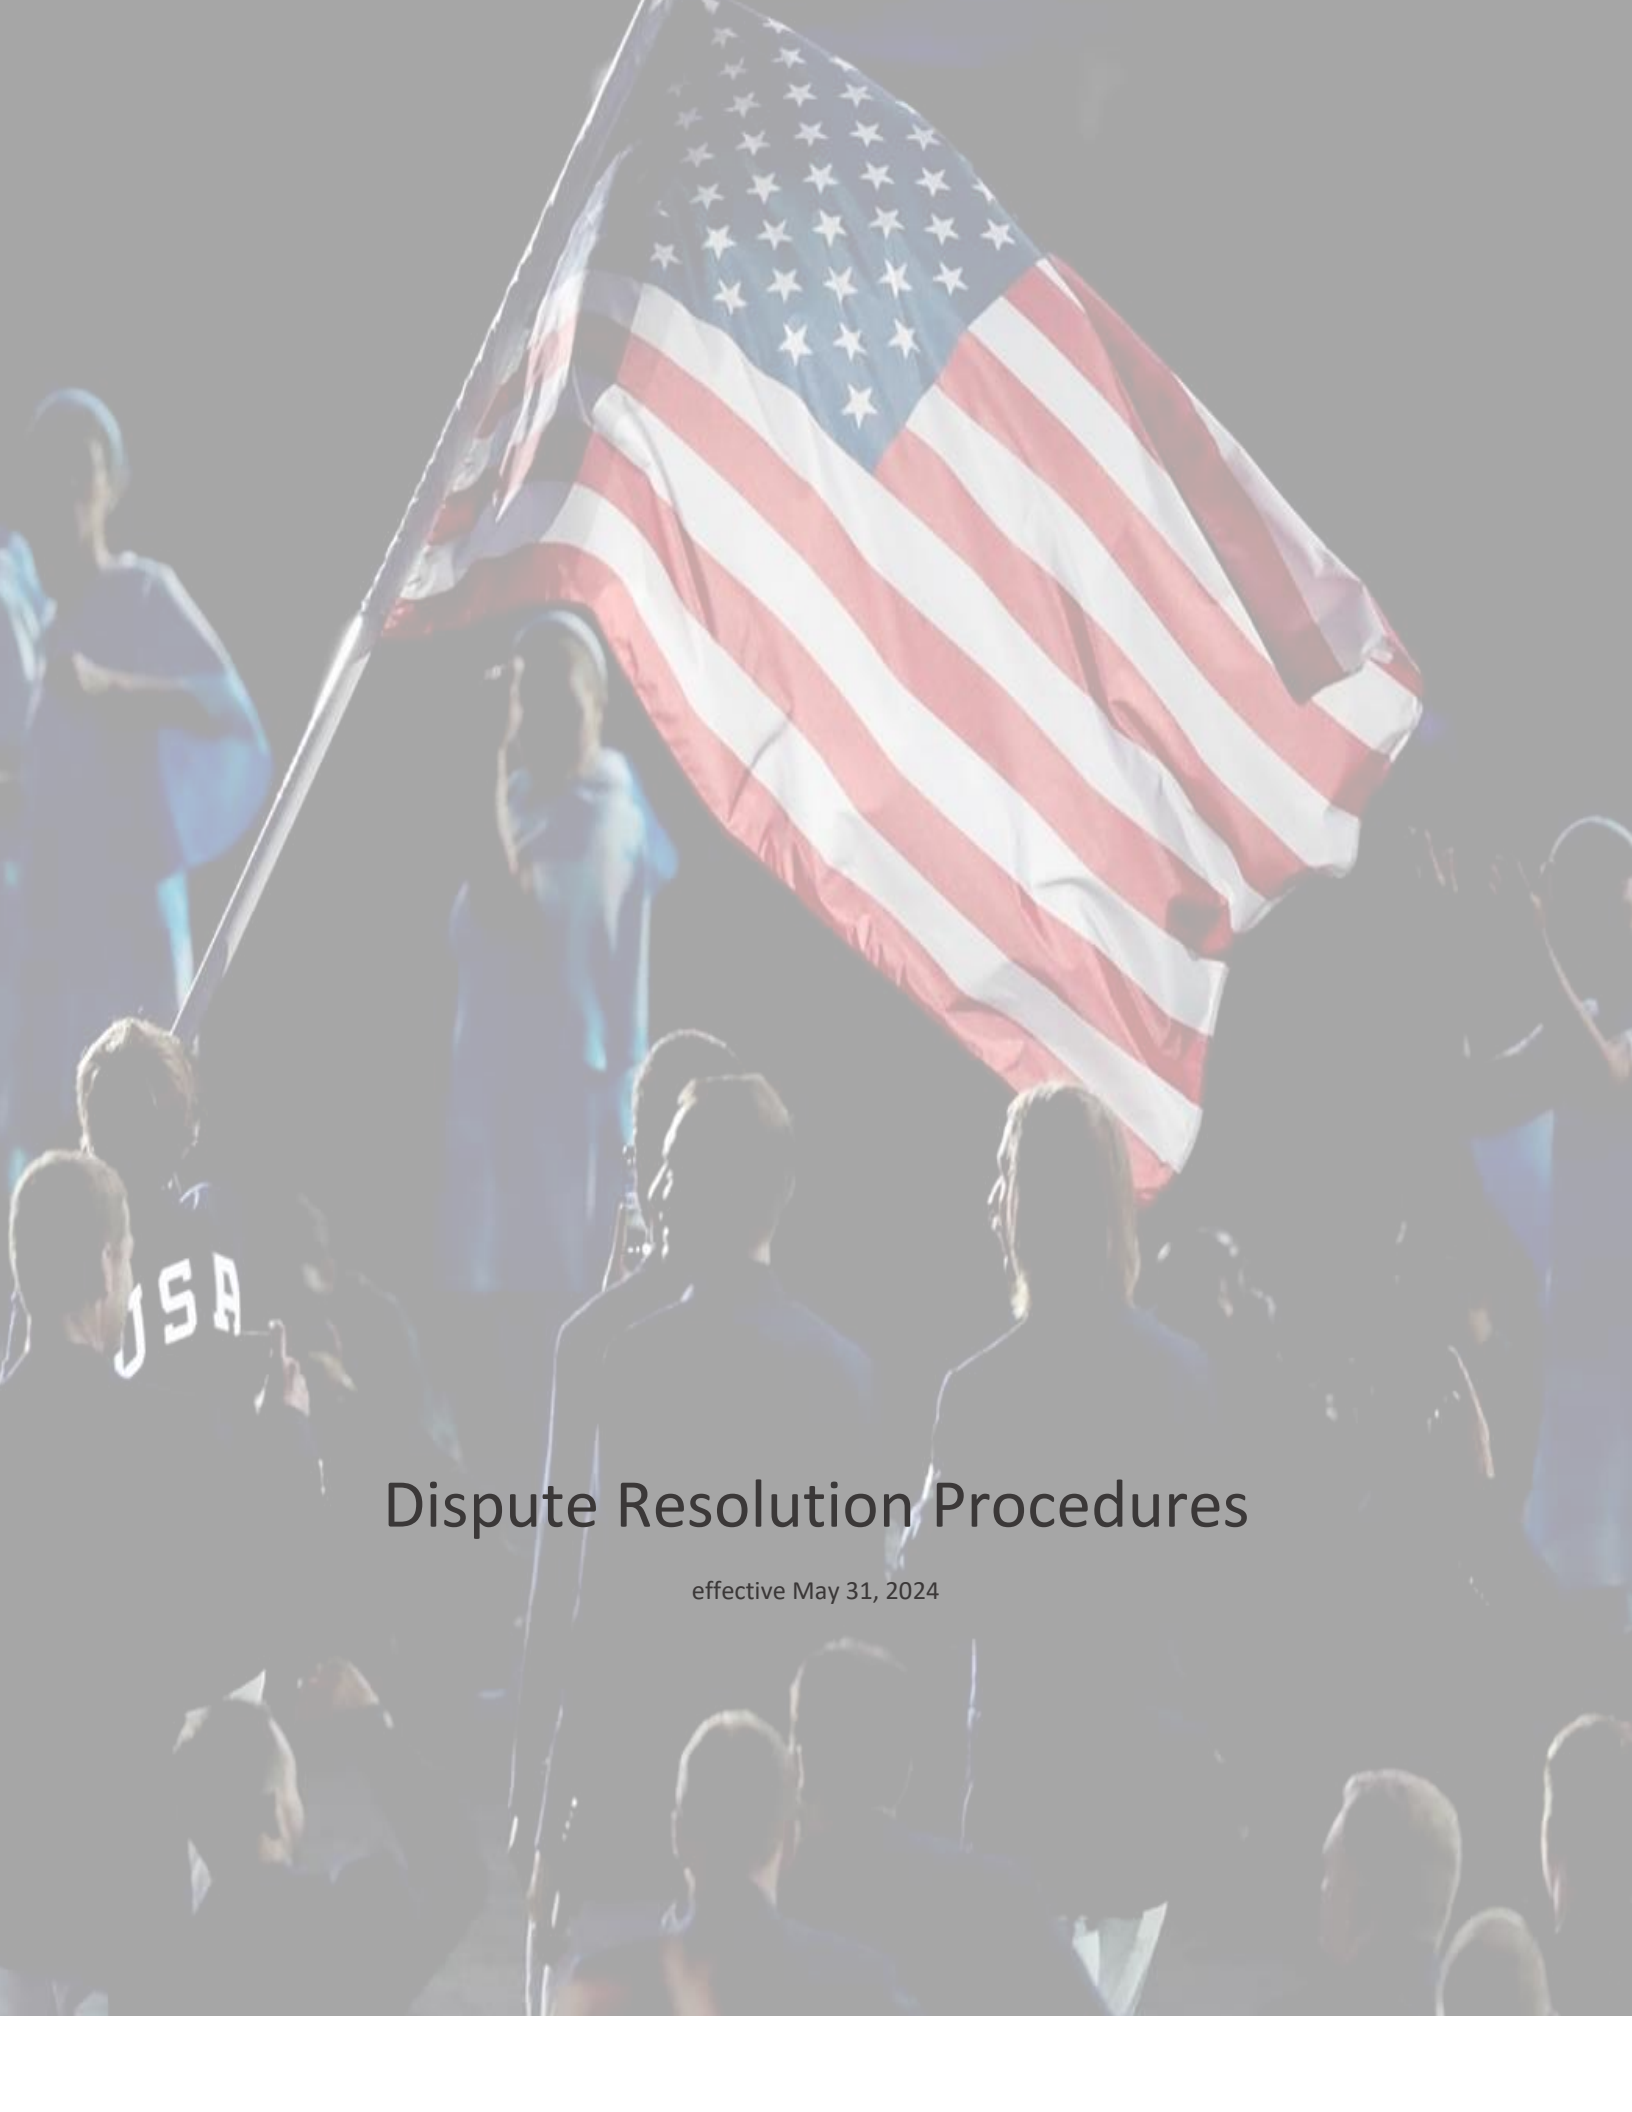 USA
Dispute Resolution Procedures
effective May 31, 2024